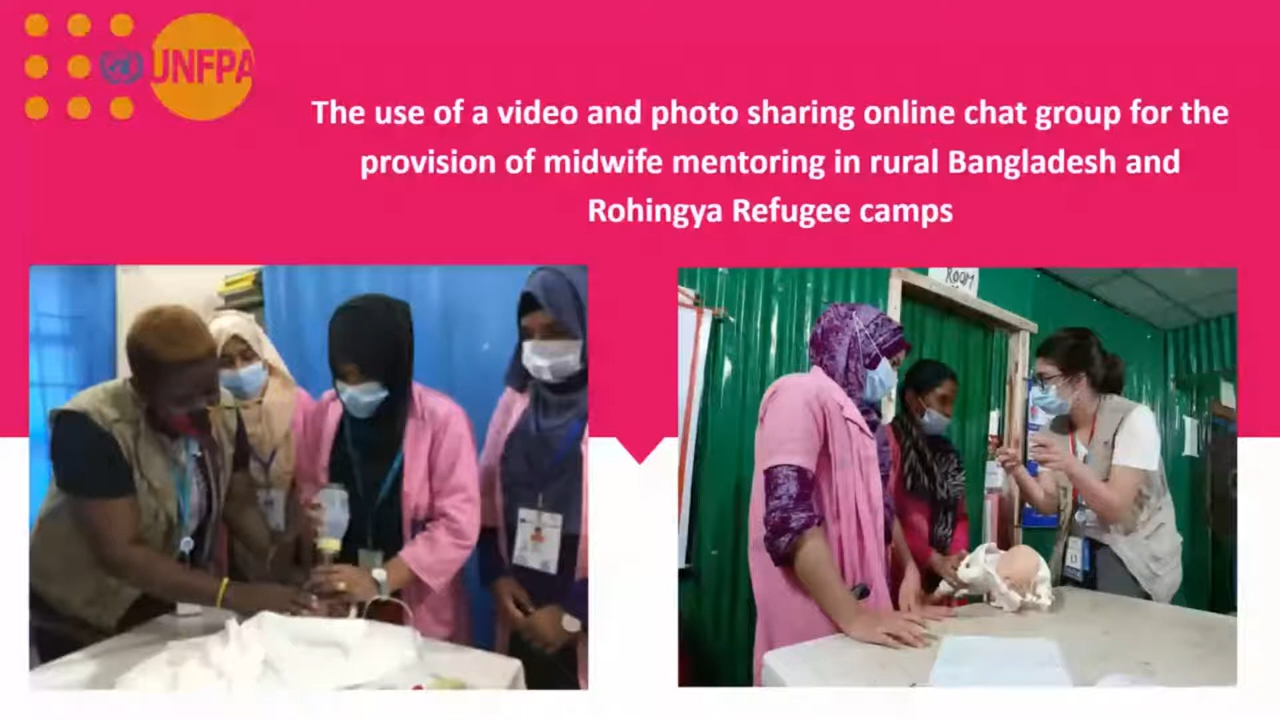 UNFPA
The use of a video and photo sharing online chat group for the
provision of midwife mentoring in rural Bangladesh and
Rohingya Refugee camps
ROOM